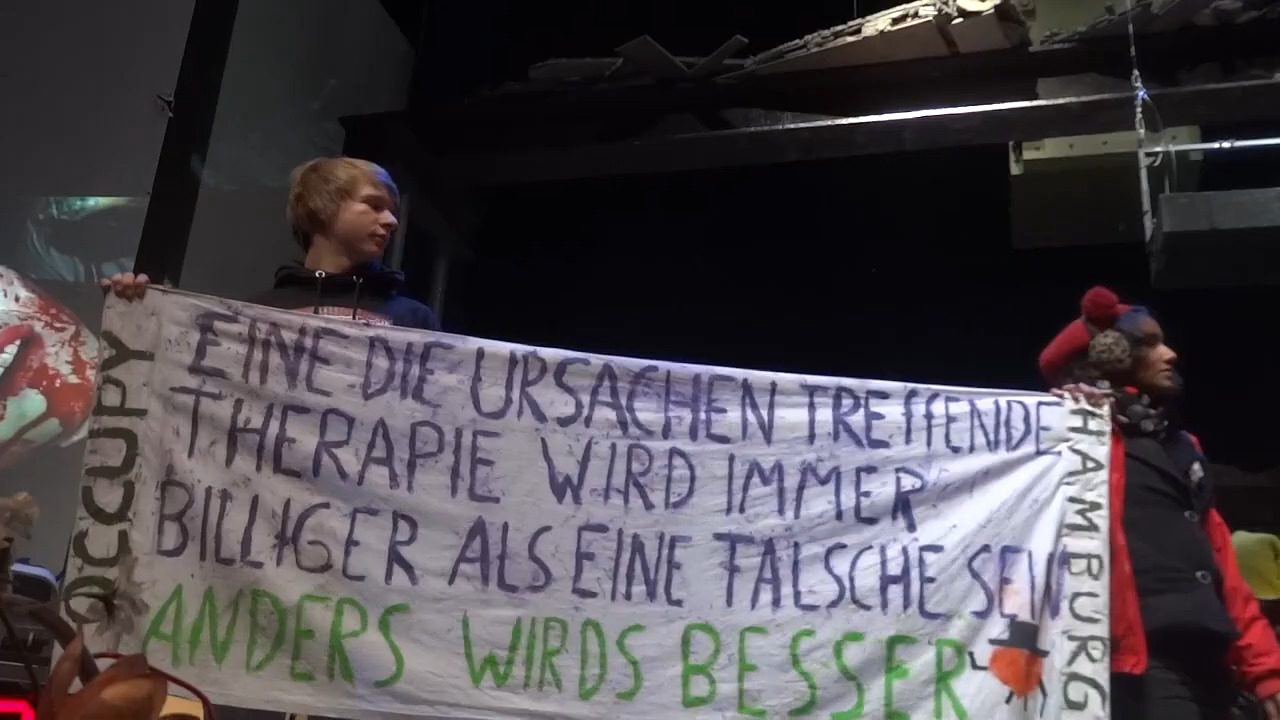 OCCUPY
EINE DIE URSACHEN TREFFENDE
THERAPIE WIRD IMMER
BILLIGER ALS EINE FALSCHE SEIN
ANDERS WIRDS BESSER
HAMBURG